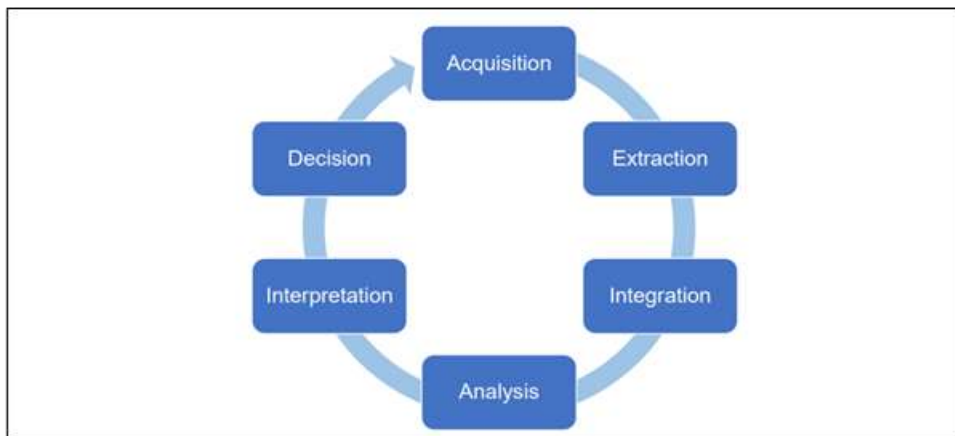 Acquisition
Extraction
Integration
Analysis
Interpretation
Decision